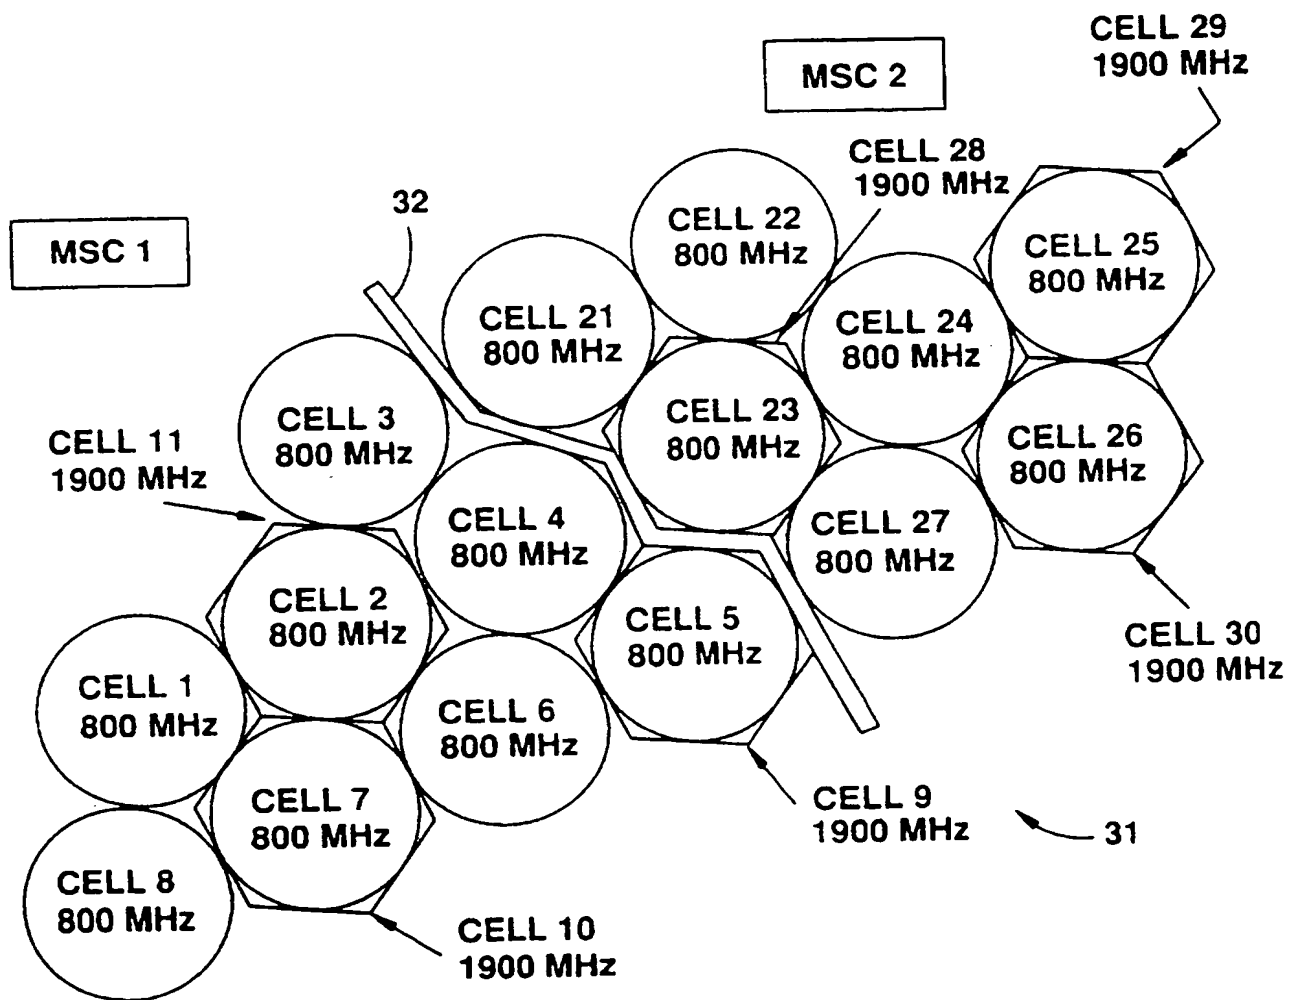 CELL 29
1900 MHz
MSC 2
CELL 28
1900 MHz
32
CELL 22
800 MHz
MSC 1
CELL 25
800 MHz
CELL 21
800 MHz
CELL 24
800 MHz
CELL 3
800 MHz
CELL 23
800 MHz
CELL 26
800 MHz
CELL 11
1900 MHz
CELL 4
800 MHz
CELL 27
800 MHz
CELL 2
800 MHz
CELL 5
800 MHz
CELL 30
1900 MHz
CELL 1
800 MHz
CELL 6
800 MHz
CELL 7
800 MHz
CELL 9
1900 MHz
31
CELL 8
800 MHz
CELL 10
1900 MHz